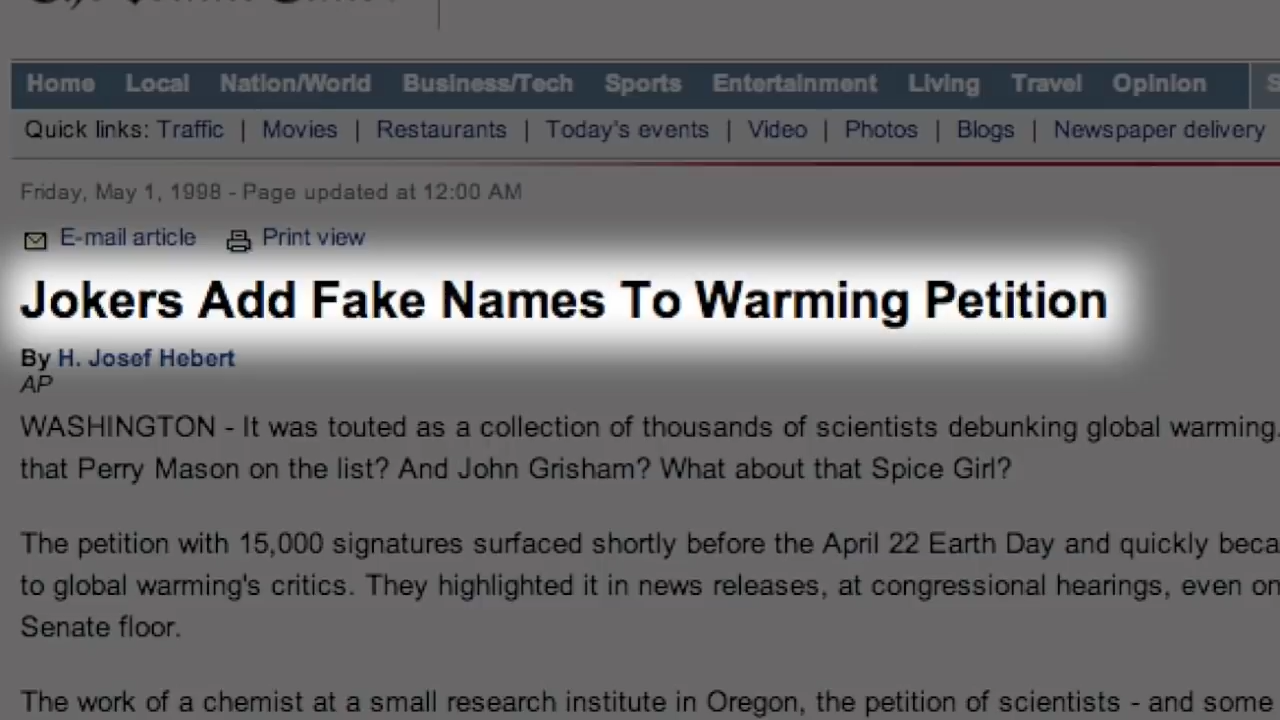 Home Local Nation/World Business/Tech Sports Entertainment Living Travel Opinion
Quick links: Traffic | Movies | Restaurants | Today's events | Video | Photos | Blogs | Newspaper delivery
Friday, May 1, 1998 - Page updated at 12:00 AM
E-mail article Print view
Jokers Add Fake Names To Warming Petition
By H. Josef Hebert
AP
WASHINGTON - It was touted as a collection of thousands of scientists debunking global warming.
that Perry Mason on the list? And John Grisham? What about that Spice Girl?
The petition with 15,000 signatures surfaced shortly before the April 22 Earth Day and quickly beca
to global warming's critics. They highlighted it in news releases, at congressional hearings, even on
Senate floor.
The work of a chemist at a small research institute in Oregon, the petition of scientists - and some